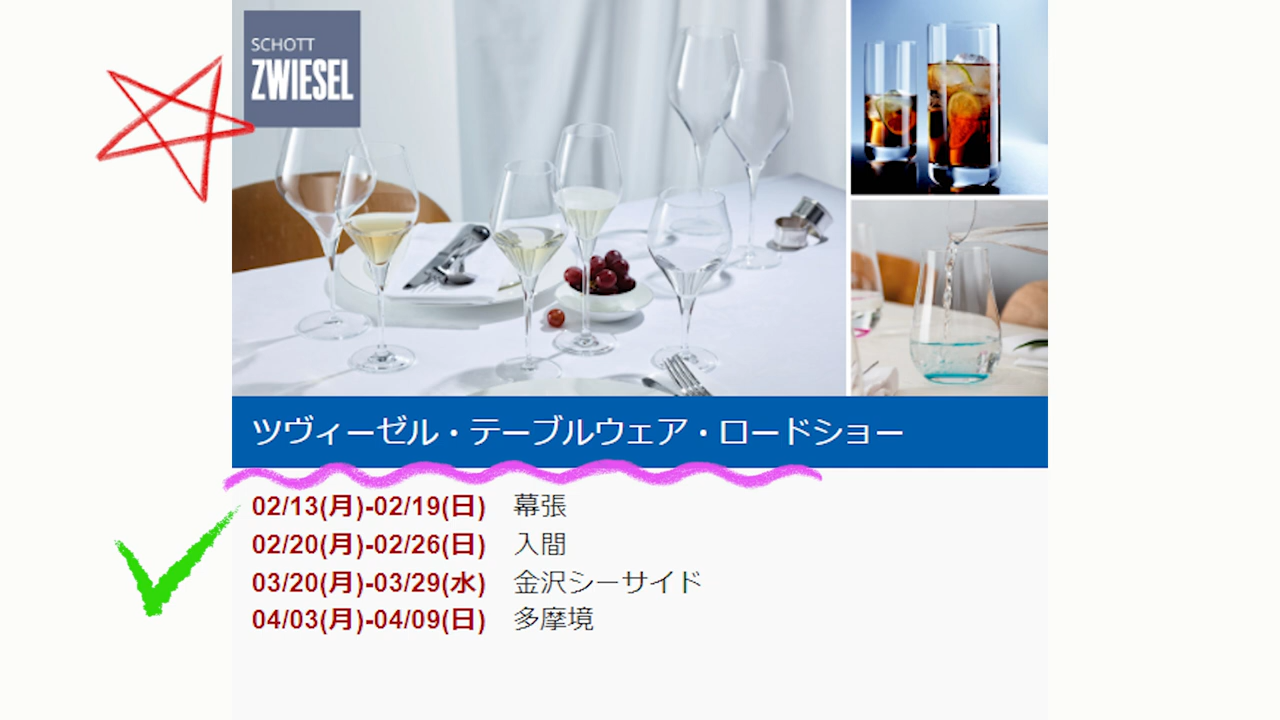 SCHOTT
ZWIESEL
ツヴィーゼル・テーブルウェア・ロードショー
02/13(月)-02/19(日) 幕張
02/20(月)-02/26(日) 入間
03/20(月)-03/29(水) 金沢シーサイド
04/03(月)-04/09(日) 多摩境